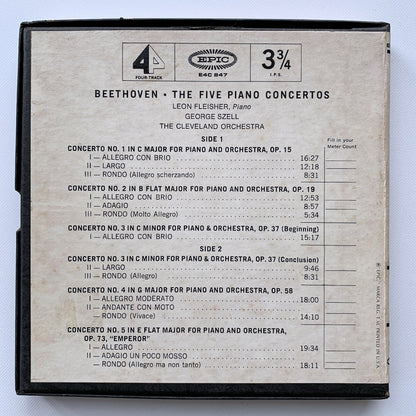 4
FOUR-TRACK
EPIC
E4C 847
3 3/4
I.P.S.
BEETHOVEN • THE FIVE PIANO CONCERTOS
LEON FLEISHER, Piano
GEORGE SZELL
THE CLEVELAND ORCHESTRA
Fill in your
Meter Count
SIDE 1
CONCERTO NO. 1 IN C MAJOR FOR PIANO AND ORCHESTRA, OP. 15
I — ALLEGRO CON BRIO 16:27
II — LARGO 12:18
III — RONDO (Allegro scherzando) 8:31
CONCERTO NO. 2 IN B FLAT MAJOR FOR PIANO AND ORCHESTRA, OP. 19
I — ALLEGRO CON BRIO 12:53
II — ADAGIO 8:57
III — RONDO (Molto Allegro) 5:34
CONCERTO NO. 3 IN C MINOR FOR PIANO & ORCHESTRA, OP. 37 (Beginning)
I — ALLEGRO CON BRIO 15:17
SIDE 2
CONCERTO NO. 3 IN C MINOR FOR PIANO & ORCHESTRA, OP. 37 (Conclusion)
II — LARGO 9:46
III — RONDO (Allegro) 8:31
CONCERTO NO. 4 IN G MAJOR FOR PIANO AND ORCHESTRA, OP. 58
I — ALLEGRO MODERATO 18:00
II — ANDANTE CON MOTO
— RONDO (Vivace) 14:10
CONCERTO NO. 5 IN E FLAT MAJOR FOR PIANO AND ORCHESTRA,
OP. 73, "EMPEROR"
I — ALLEGRO 19:34
II — ADAGIO UN POCO MOSSO
— RONDO (Allegro ma non tanto) 18:11
® "EPIC", MARCA REG. T.M. PRINTED IN U.S.A.